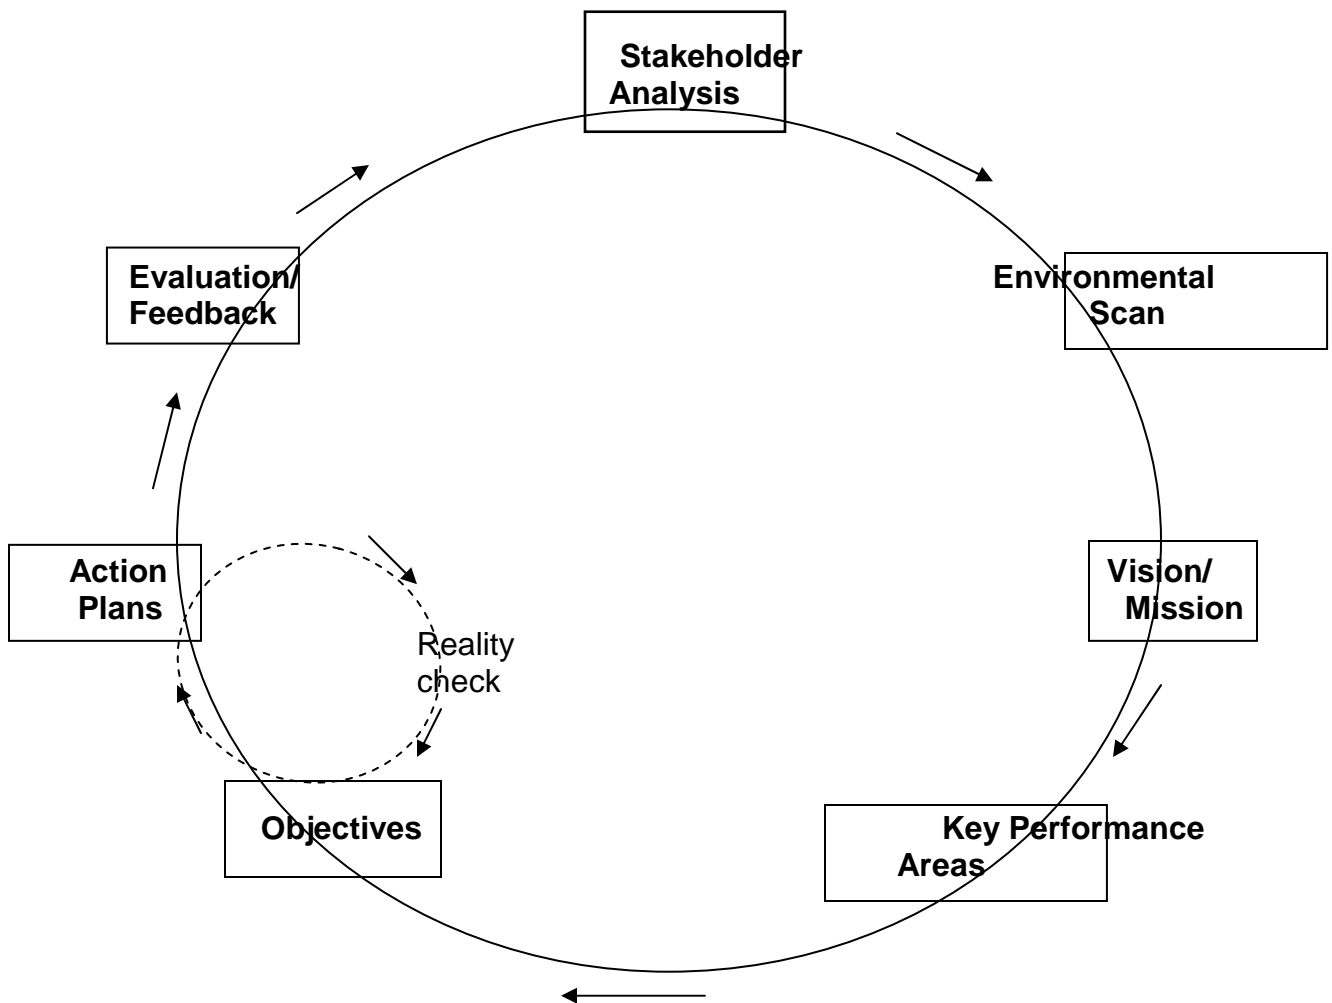 Stakeholder
Analysis
Evaluation/
Feedback
Environmental
Scan
Action
Plans
Vision/
Mission
Reality
check
Objectives
Key Performance
Areas